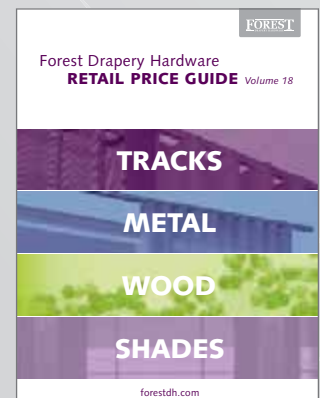 FOREST
Forest Drapery Hardware
RETAIL PRICE GUIDE Volume 18
TRACKS
METAL
WOOD
SHADES
forestdh.com